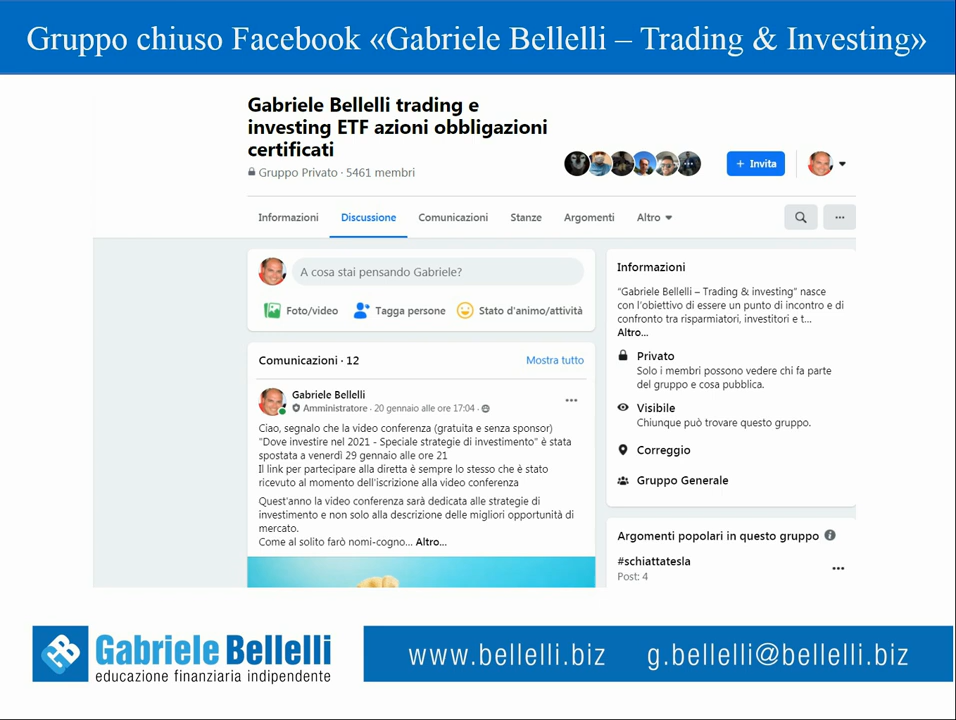 Gruppo chiuso Facebook «Gabriele Bellelli – Trading & Investing»
Gabriele Bellelli trading e
investing ETF azioni obbligazioni
certificati
Gruppo Privato · 5461 membri
+ Invita
Informazioni
Discussione
Comunicazioni
Stanze
Argomenti
Altro
A cosa stai pensando Gabriele?
Foto/video
Tagga persone
Stato d'animo/attività
Comunicazioni · 12
Mostra tutto
Gabriele Bellelli
Amministratore · 20 gennaio alle ore 17:04 ·
Ciao, segnalo che la video conferenza (gratuita e senza sponsor)
"Dove investire nel 2021 - Speciale strategie di investimento" è stata
spostata a venerdì 29 gennaio alle ore 21
Il link per partecipare alla diretta è sempre lo stesso che è stato
ricevuto al momento dell'iscrizione alla video conferenza
Quest'anno la video conferenza sarà dedicata alle strategie di
investimento e non solo alla descrizione delle migliori opportunità di
mercato.
Come al solito farò nomi-cogno... Altro...
Informazioni
"Gabriele Bellelli – Trading & investing" nasce
con l'obiettivo di essere un punto di incontro e di
confronto tra risparmiatori, investitori e t...
Altro...
Privato
Solo i membri possono vedere chi fa parte
del gruppo e cosa pubblica.
Visibile
Chiunque può trovare questo gruppo.
Correggio
Gruppo Generale
Argomenti popolari in questo gruppo
#schiattatesla
Post: 4
Gabriele Bellelli
educazione finanziaria indipendente
www.bellelli.biz
g.bellelli@bellelli.biz